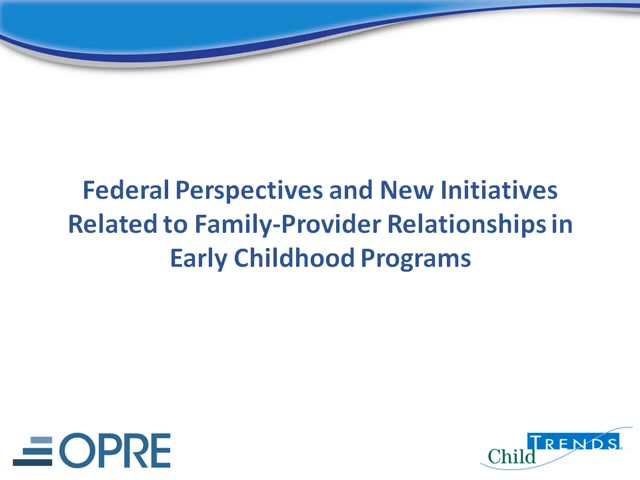 Federal Perspectives and New Initiatives
Related to Family-Provider Relationships in
Early Childhood Programs
OPRE
Child TRENDS®